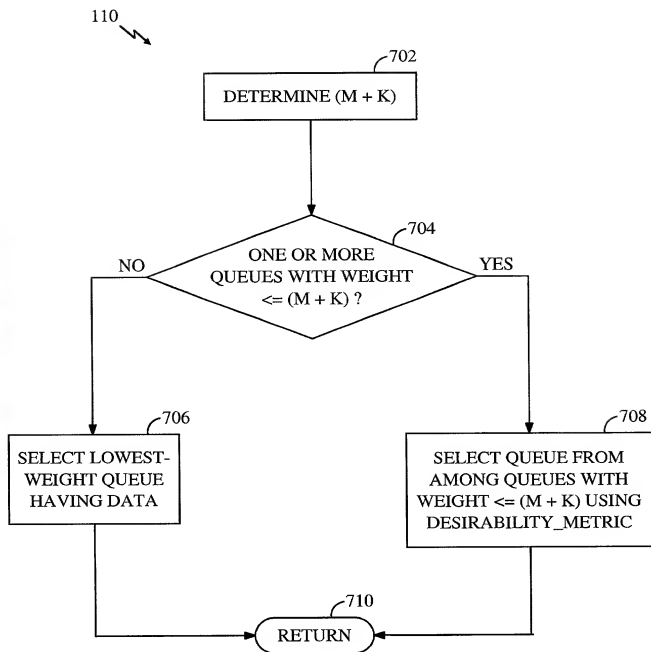 110
702
DETERMINE (M + K)
704
ONE OR MORE
QUEUES WITH WEIGHT
<= (M + K) ?
NO
YES
706
SELECT LOWEST-
WEIGHT QUEUE
HAVING DATA
708
SELECT QUEUE FROM
AMONG QUEUES WITH
WEIGHT <= (M + K) USING
DESIRABILITY_METRIC
710
RETURN